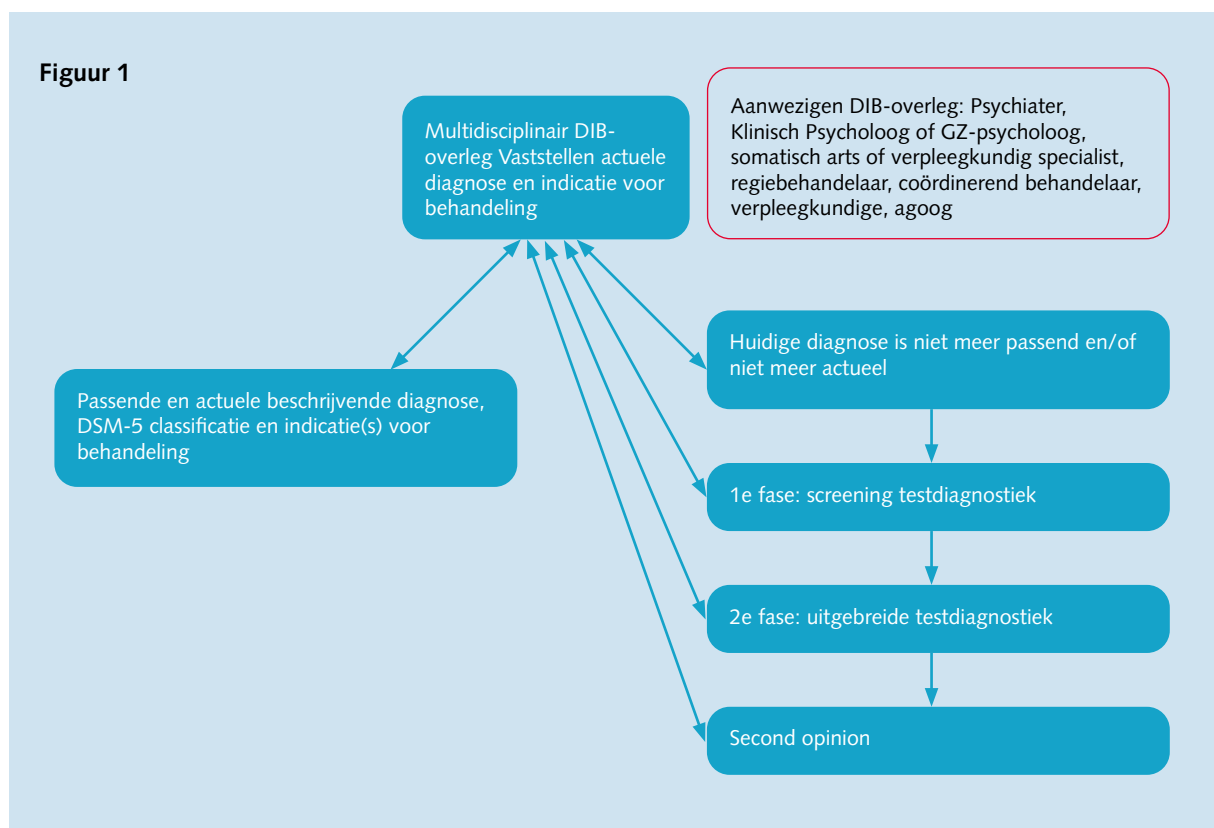 Figuur 1
Multidisciplinair DIB-
overleg Vaststellen actuele
diagnose en indicatie voor
behandeling
Aanwezigen DIB-overleg: Psychiater,
Klinisch Psycholoog of GZ-psycholoog,
somatisch arts of verpleegkundig specialist,
regiebehandelaar, coördinerend behandelaar,
verpleegkundige, agoog
Passende en actuele beschrijvende diagnose,
DSM-5 classificatie en indicatie(s) voor
behandeling
Huidige diagnose is niet meer passend en/of
niet meer actueel
1e fase: screening testdiagnostiek
2e fase: uitgebreide testdiagnostiek
Second opinion